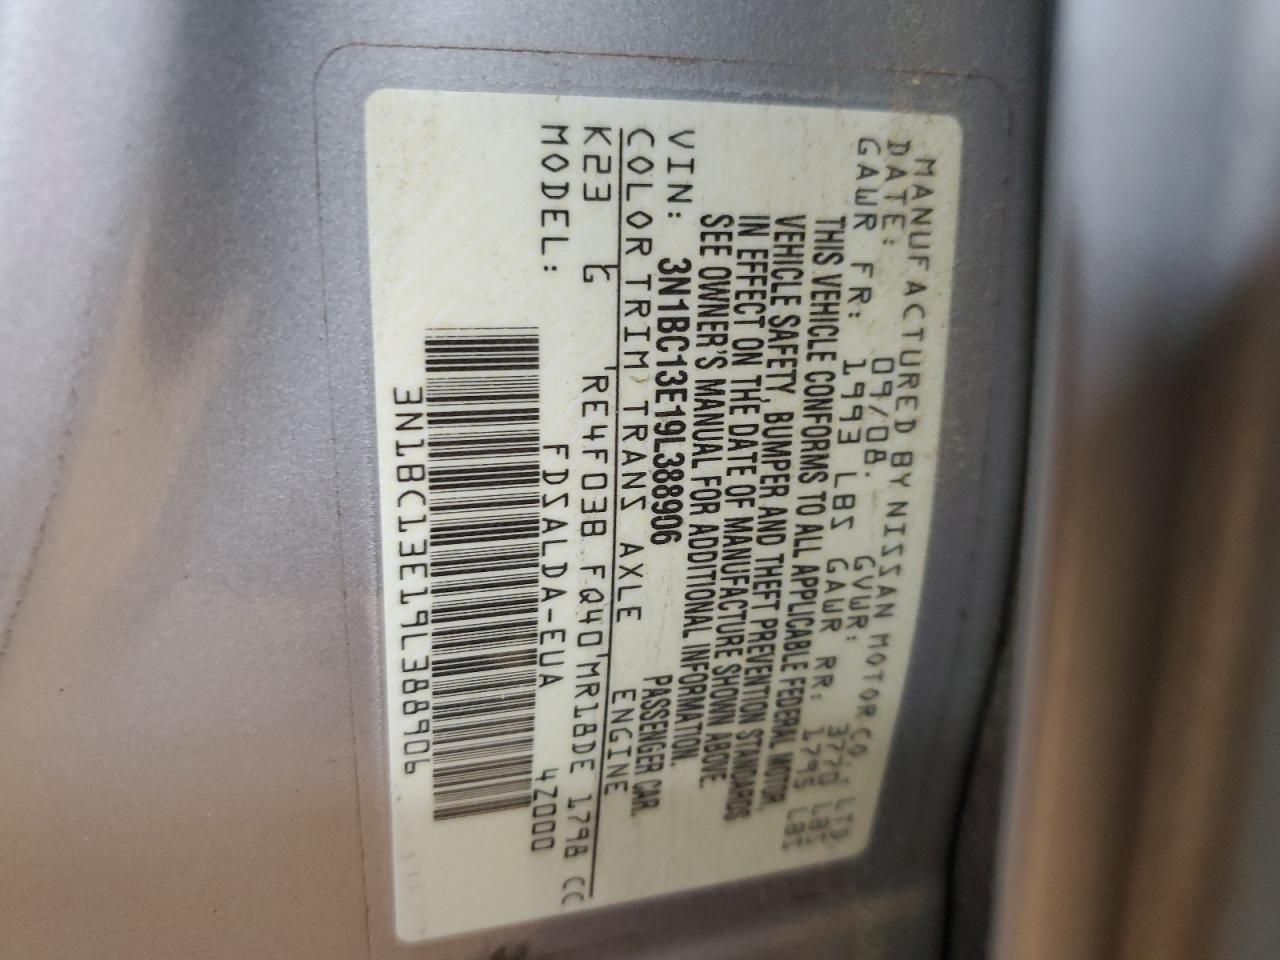 MANUFACTURED BY NISSAN MOTOR CO., LTD.
DATE: 09/08. GVWR: 3770 LBS
GAWR FR: 1993 LBS GAWR RR: 1795 LBS
THIS VEHICLE CONFORMS TO ALL APPLICABLE FEDERAL MOTOR
VEHICLE SAFETY, BUMPER AND THEFT PREVENTION STANDARDS
IN EFFECT ON THE DATE OF MANUFACTURE SHOWN ABOVE.
SEE OWNER'S MANUAL FOR ADDITIONAL INFORMATION.
VIN: 3N1BC13E19L388906 PASSENGER CAR.
COLOR TRIM TRANS AXLE ENGINE
K23 G RE4F03B FQ40 MR18DE 1798 CC
MODEL: FDSALDA-EUA 4Z000
3N1BC13E19L388906